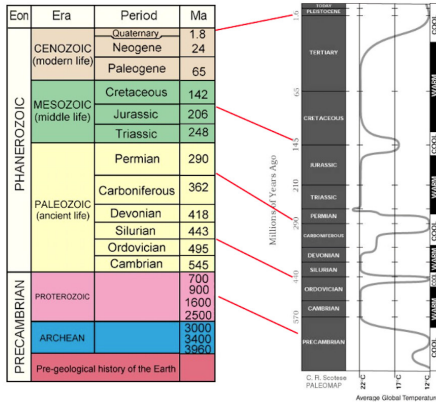 Eon Era Period Ma
PHANEROZOIC
CENOZOIC
(modern life)
Quaternary 1.8
Neogene 24
Paleogene 65
MESOZOIC
(middle life)
Cretaceous 142
Jurassic 206
Triassic 248
PALEOZOIC
(ancient life)
Permian 290
Carboniferous 362
Devonian 418
Silurian 443
Ordovician 495
Cambrian 545
PRECAMBRIAN
PROTEROZOIC
700
900
1600
2500
ARCHEAN
3000
3400
3960
Pre-geological history of the Earth
Millions of Years Ago
PLEISTOCENE
TERTIARY
65
CRETACEOUS
145
JURASSIC
210
TRIASSIC
PERMIAN
290
CARBONIFEROUS
DEVONIAN
SILURIAN
440
ORDOVICIAN
CAMBRIAN
570
PRECAMBRIAN
COOL
WARM
COOL
WARM
COOL
WARM
WARM
COOL
C. R. Scotese
PALEOMAP
22°C
17°C
12°C
Average Global Temperature